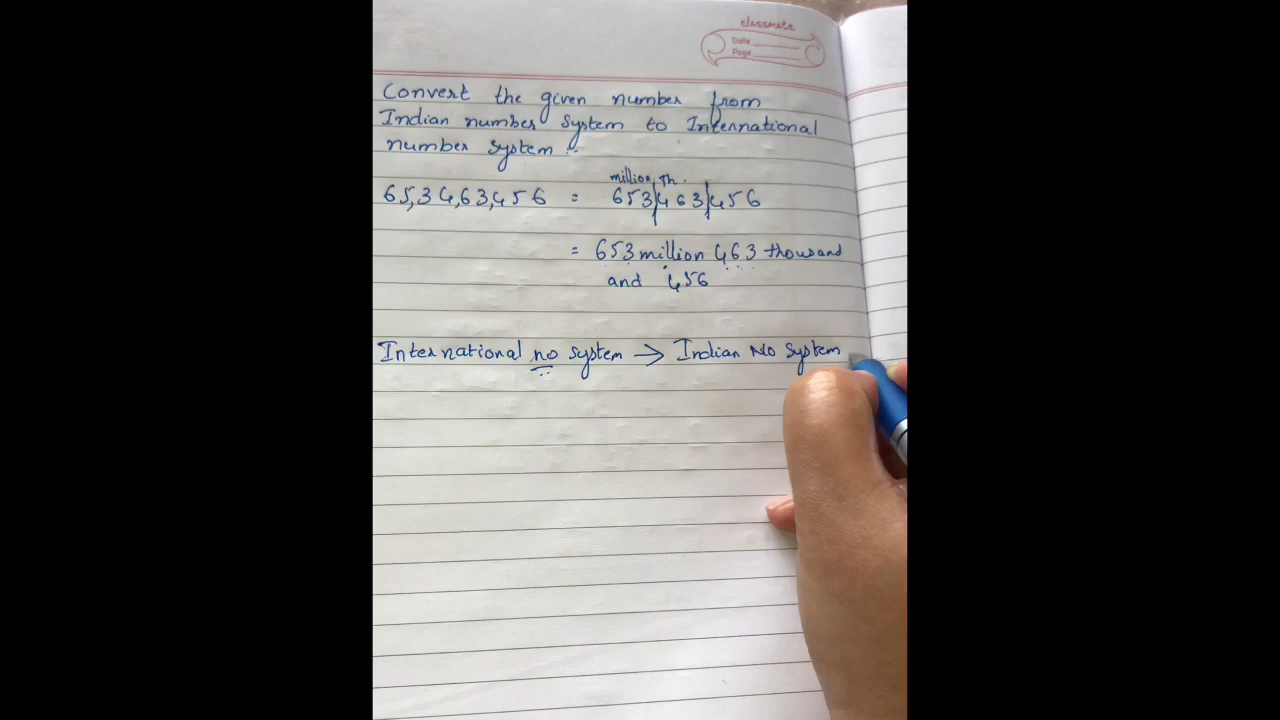 classmate
Date
Page
Convert the given number from
Indian number system to International
number system :
million Th.
65,34,63,456 = 653|463|456
= 653 million 463 thousand
and 456
International no system → Indian No system